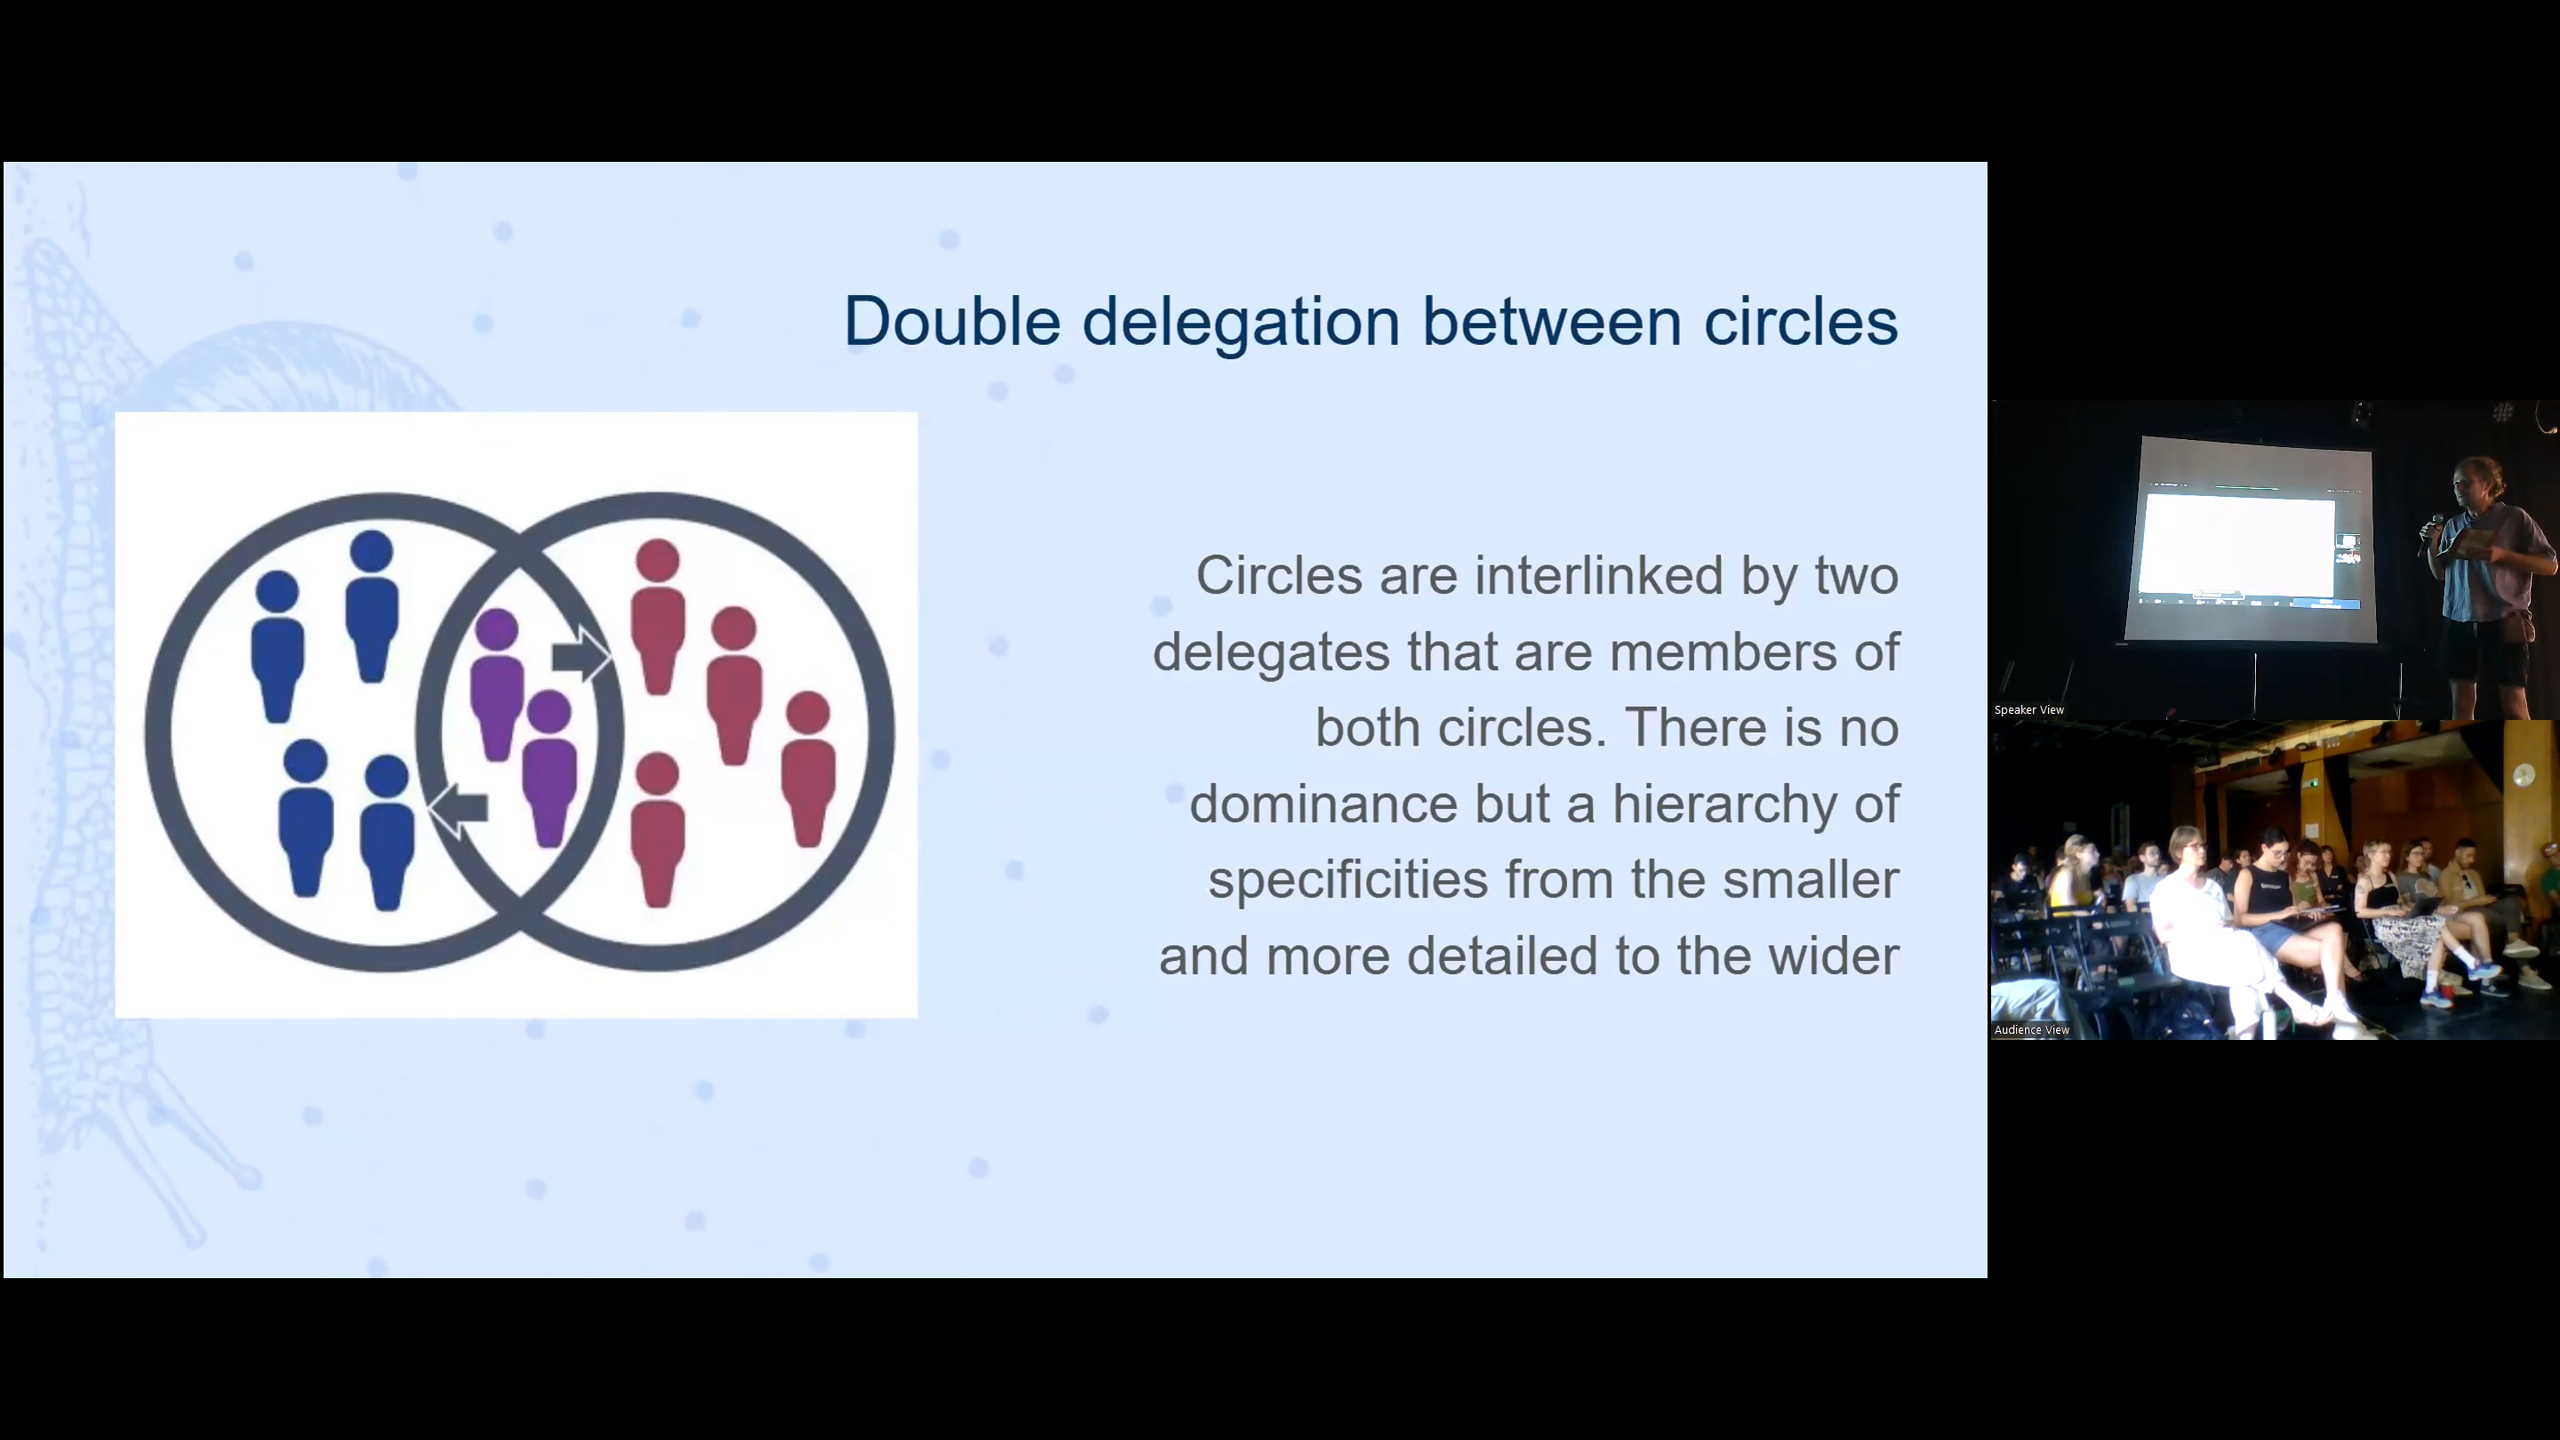 Double delegation between circles
Circles are interlinked by two
delegates that are members of
both circles. There is no
dominance but a hierarchy of
specificities from the smaller
and more detailed to the wider
Speaker View
Audience View